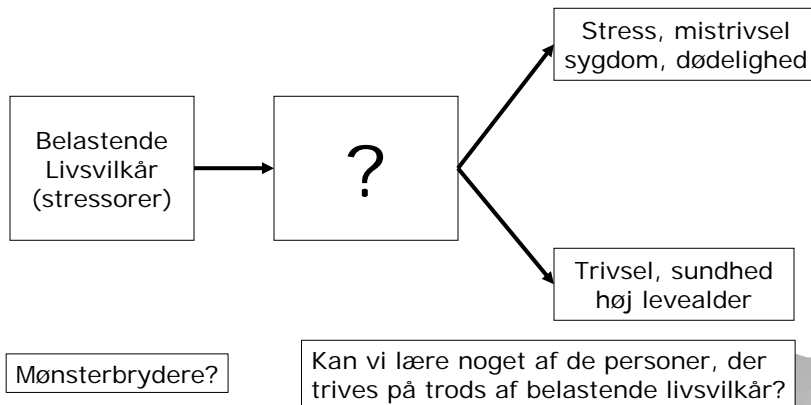 Stress, mistrivsel
sygdom, dødelighed
Belastende
Livsvilkår
(stressorer)
?
Trivsel, sundhed
høj levealder
Mønsterbrydere?
Kan vi lære noget af de personer, der
trives på trods af belastende livsvilkår?